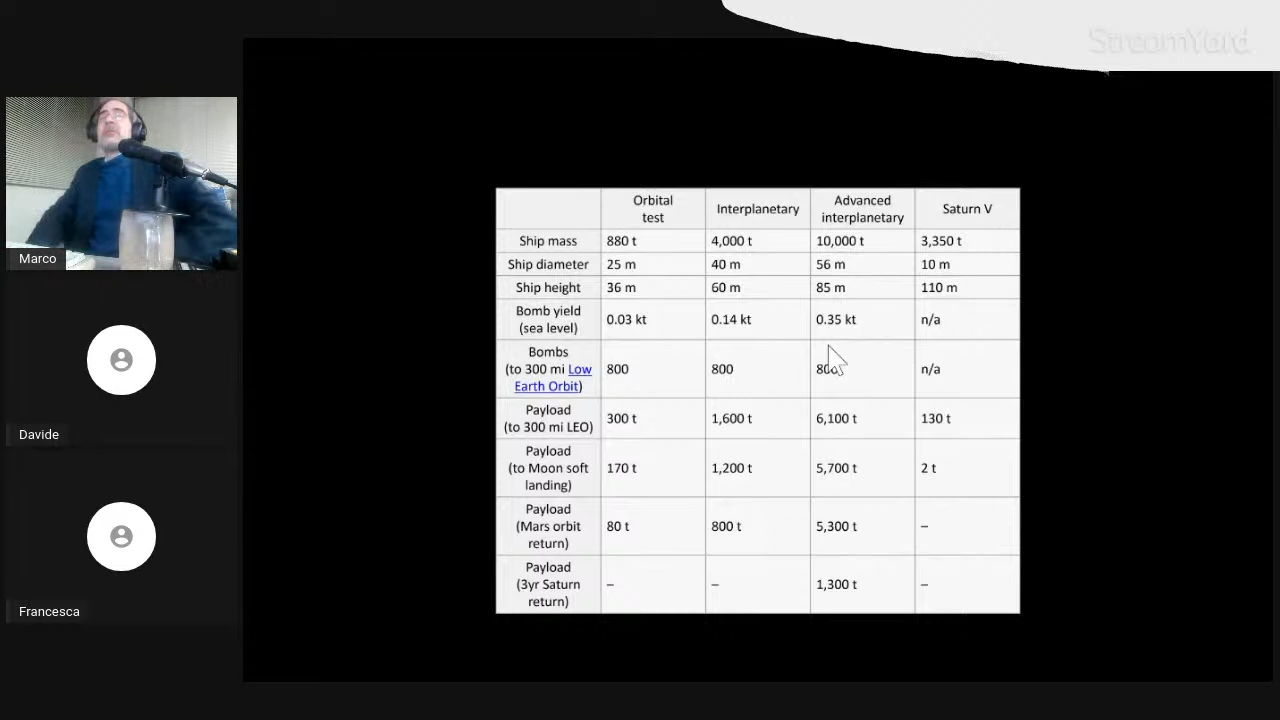 StreamYard
Marco
Davide
Francesca
Orbital
test
Interplanetary
Advanced
interplanetary
Saturn V
Ship mass
880 t
4,000 t
10,000 t
3,350 t
Ship diameter
25 m
40 m
56 m
10 m
Ship height
36 m
60 m
85 m
110 m
Bomb yield
(sea level)
0.03 kt
0.14 kt
0.35 kt
n/a
Bombs
(to 300 mi Low
Earth Orbit)
800
800
n/a
Payload
(to 300 mi LEO)
300 t
1,600 t
6,100 t
130 t
Payload
(to Moon soft
landing)
170 t
1,200 t
5,700 t
2 t
Payload
(Mars orbit
return)
80 t
800 t
5,300 t
–
Payload
(3yr Saturn
return)
–
–
1,300 t
–